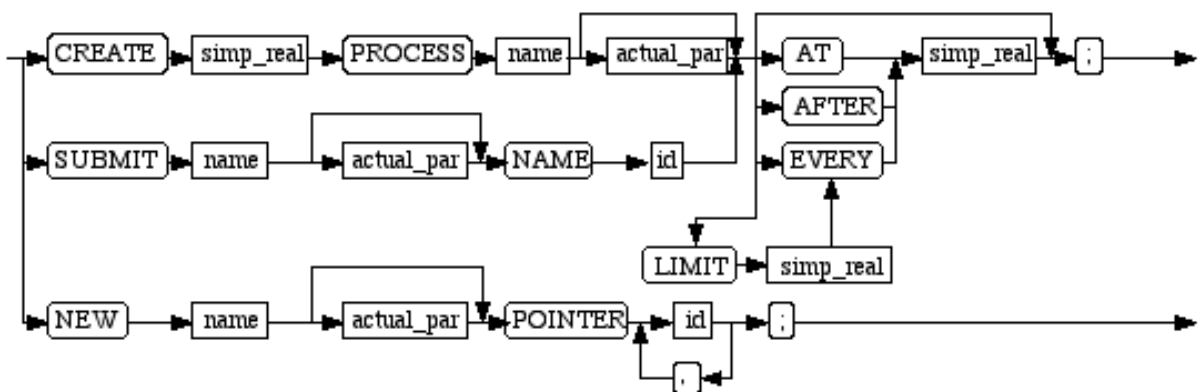 CREATE simp_real PROCESS name actual_par AT simp_real ;
AFTER
SUBMIT name actual_par NAME id EVERY
LIMIT simp_real
NEW name actual_par POINTER id ;
,